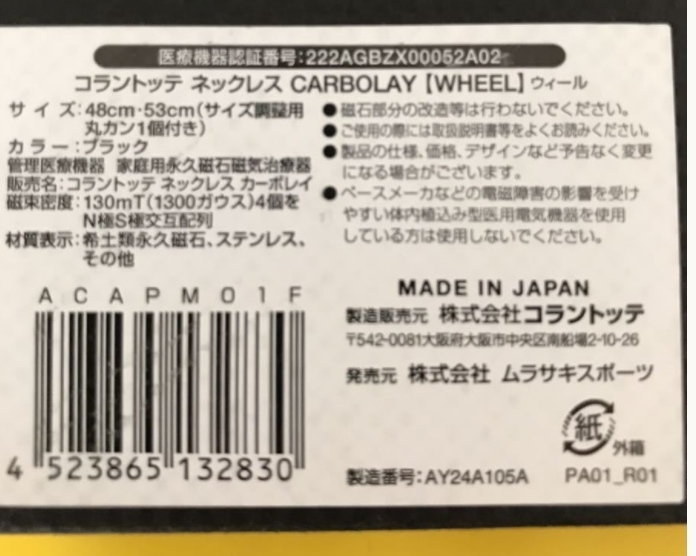 医療機器認証番号:222AGBZX00052A02
コラントッテ ネックレス CARBOLAY【WHEEL】ウィール
サ イ ズ:48cm・53cm(サイズ調整用
丸カン1個付き)
カ ラ ー:ブラック
管理医療機器 家庭用永久磁石磁気治療器
販売名:コラントッテ ネックレス カーボレイ
磁束密度:130mT(1300ガウス)4個を
N極S極交互配列
材質表示:希土類永久磁石、ステンレス、
その他
●磁石部分の改造等は行わないでください。
●ご使用の際には取扱説明書等をよくお読みください。
●製品の仕様、価格、デザインなど予告なく変更
になる場合がございます。
●ペースメーカなどの電磁障害の影響を受け
やすい体内植込み型医用電気機器を使用
している方は使用しないでください。
A C A P M 0 1 F
4 523865 132830
MADE IN JAPAN
製造販売元 株式会社コラントッテ
〒542-0081大阪府大阪市中央区南船場2-10-26
発売元 株式会社 ムラサキスポーツ
紙
外箱
製造番号:AY24A105A PA01_R01